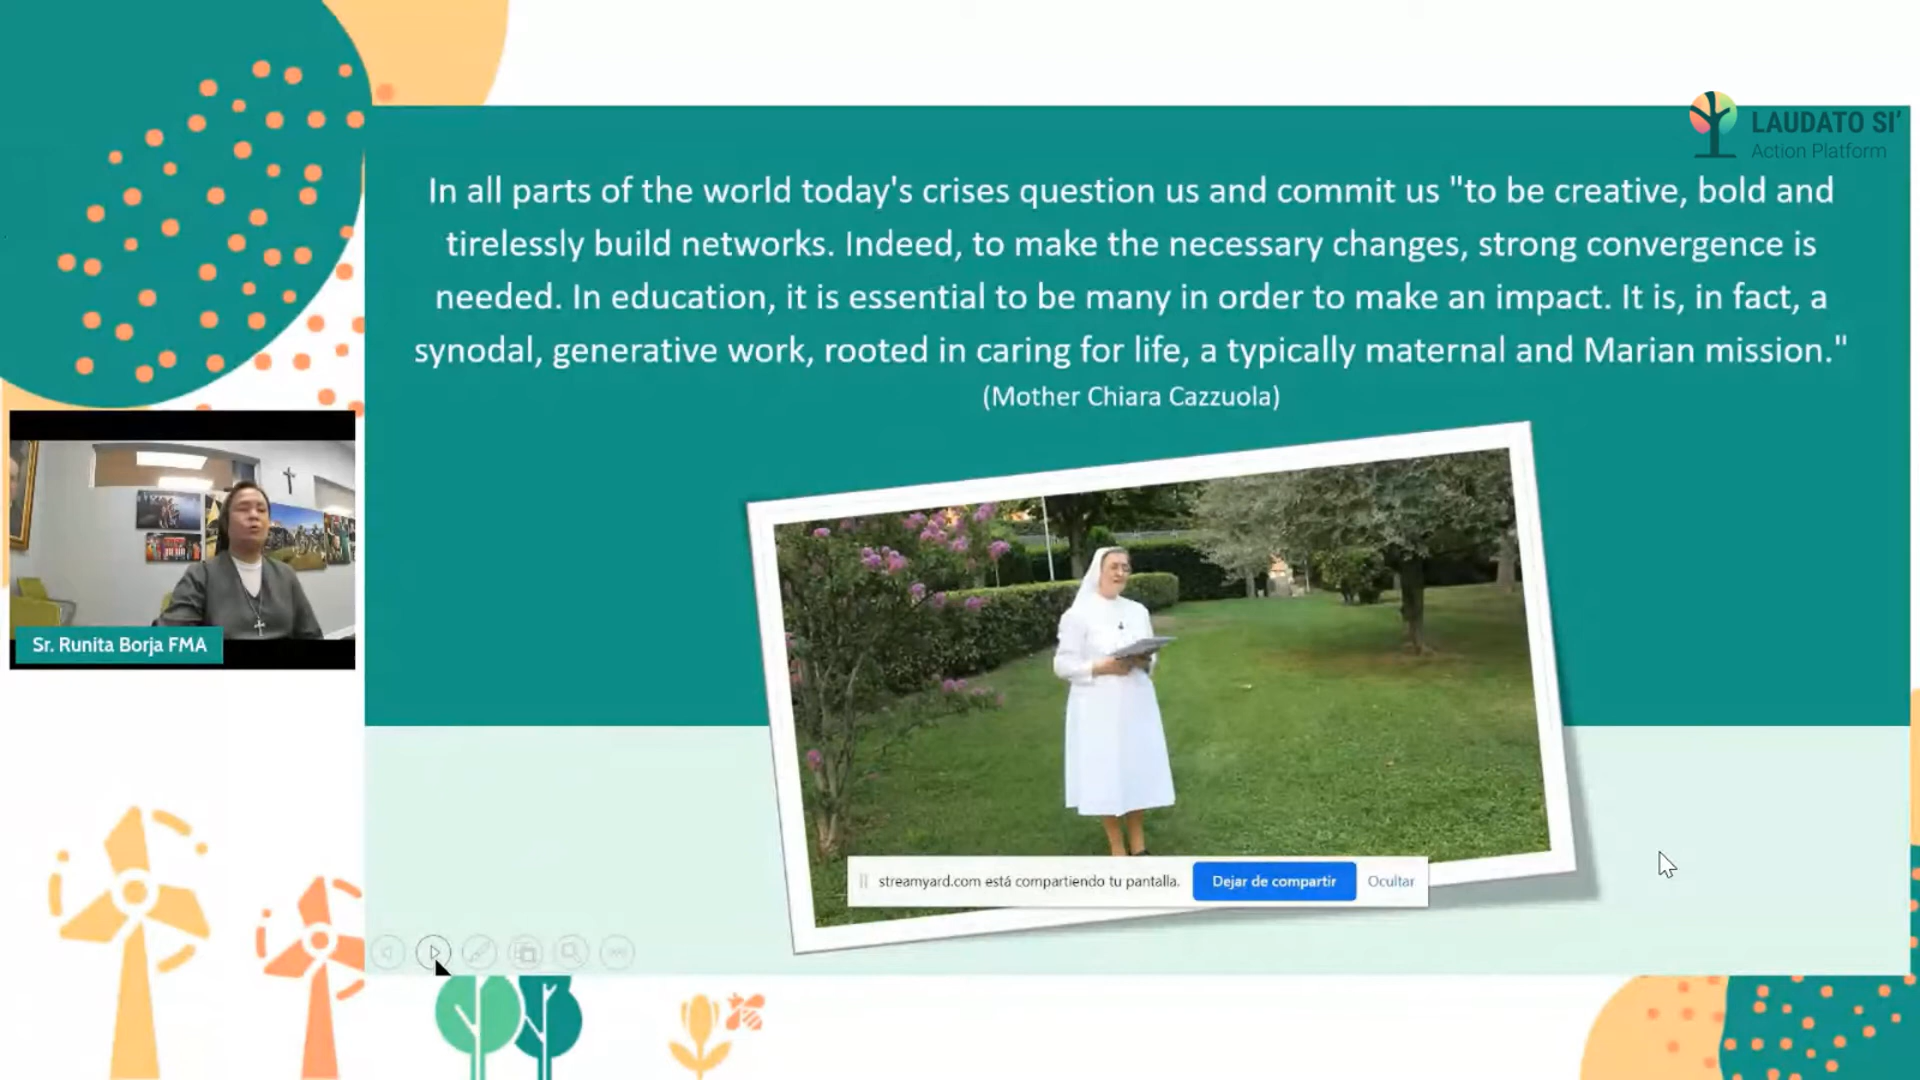 LAUDATO SI'
Action Platform
In all parts of the world today's crises question us and commit us "to be creative, bold and
tirelessly build networks. Indeed, to make the necessary changes, strong convergence is
needed. In education, it is essential to be many in order to make an impact. It is, in fact, a
synodal, generative work, rooted in caring for life, a typically maternal and Marian mission."
(Mother Chiara Cazzuola)
Sr. Runita Borja FMA
streamyard.com está compartiendo tu pantalla.
Dejar de compartir
Ocultar